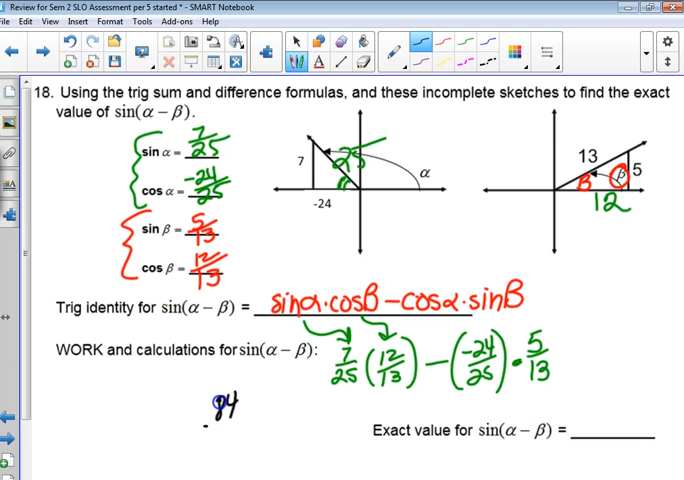 Review for Sem 2 SLO Assessment per 5 started * - SMART Notebook
Edit View Insert Format Tools Add-ons Help
18. Using the trig sum and difference formulas, and these incomplete sketches to find the exact
value of sin(α − β).
sin α = 7/25
cos α = -24/25
sin β = 5/13
cos β = 12/13
7 25 α
-24
13 5
β β
12
Trig identity for sin(α − β) = sinα·cosβ − cosα·sinβ
WORK and calculations for sin(α − β): 7/25 (12/13) − (-24/25) · 5/13
84
Exact value for sin(α − β) = ________